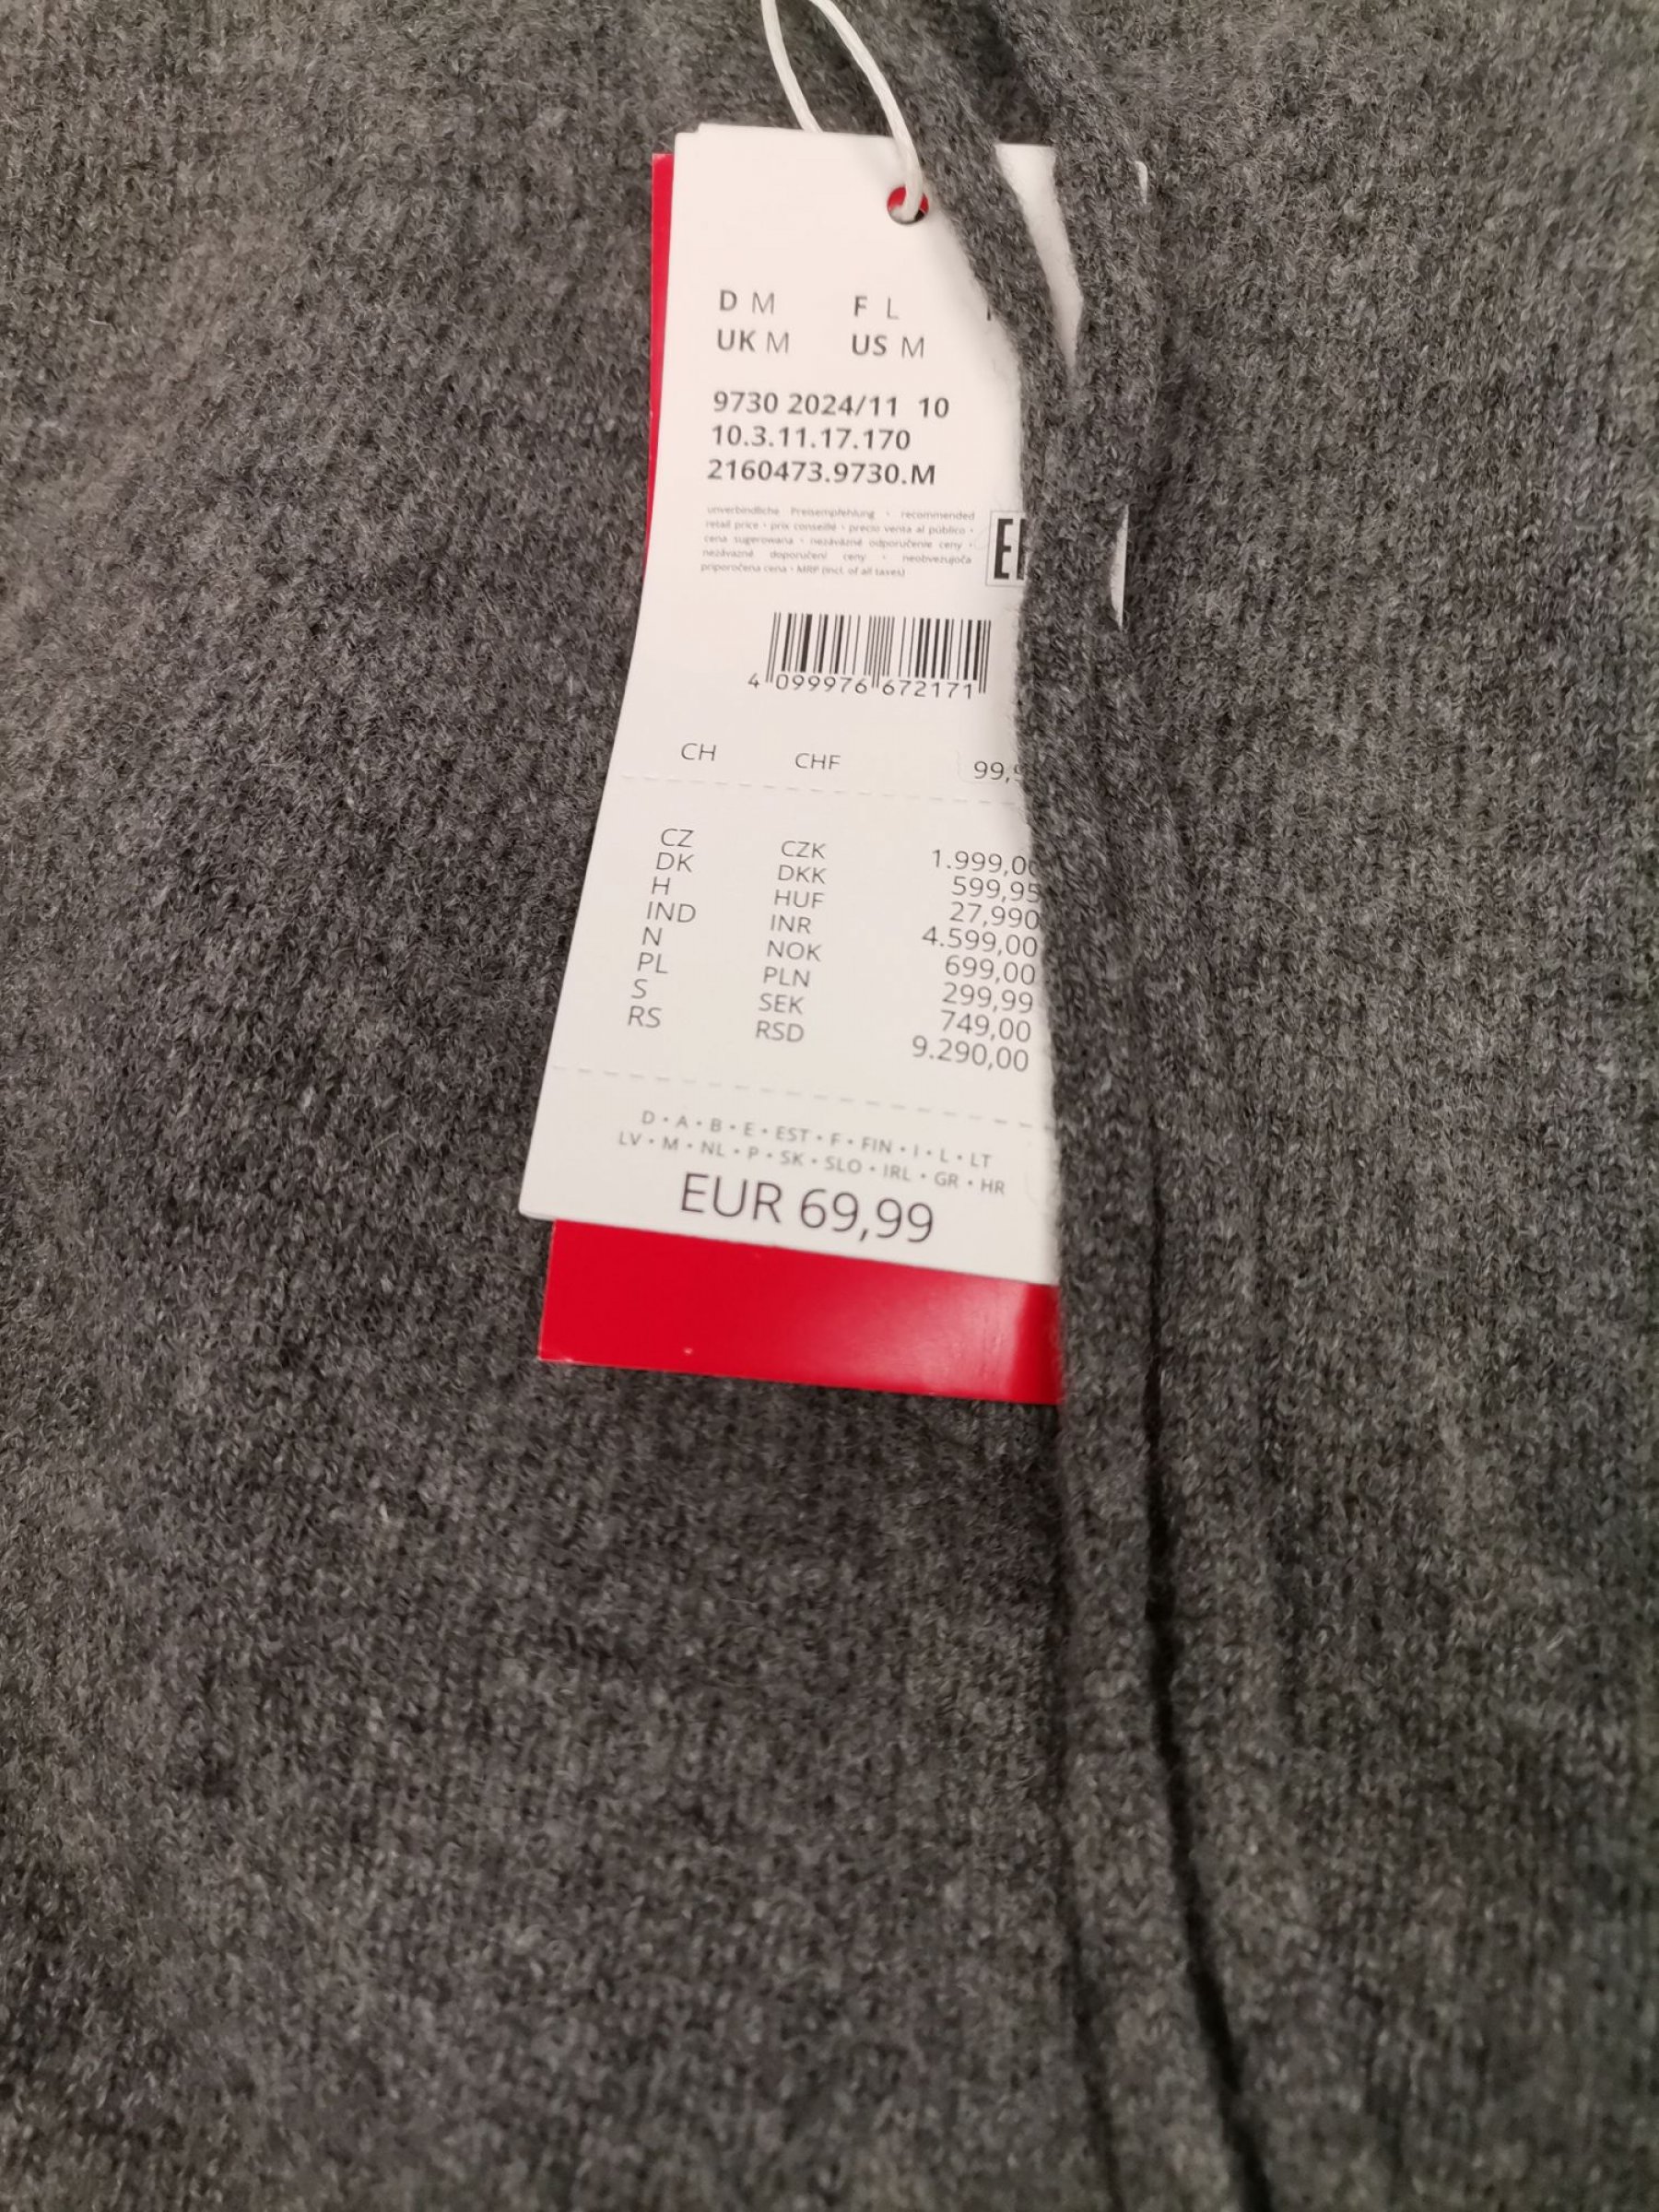 D M F L
UK M US M
9730 2024/11 10
10.3.11.17.170
2160473.9730.M
unverbindliche Preisempfehlung • recommended
retail price • prix conseillé • precio venta al público •
cena sugerowana • nezáväzné odporučenie ceny •
nezávazné doporučení ceny • neobvezujoča
priporočena cena • MRP (incl. of all taxes)
4 099976 672171
CH CHF 99,
CZ CZK 1.999,00
DK DKK 599,95
H HUF 27,990
IND INR 4.599,00
N NOK 699,00
PL PLN 299,99
S SEK 749,00
RS RSD 9.290,00
D • A • B • E • EST • F • FIN • I • L • LT
LV • M • NL • P • SK • SLO • IRL • GR • HR
EUR 69,99